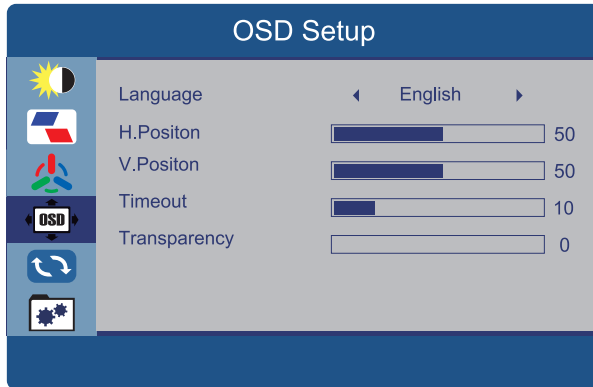 OSD Setup
Language English
H.Positon 50
V.Positon 50
Timeout 10
Transparency 0
OSD